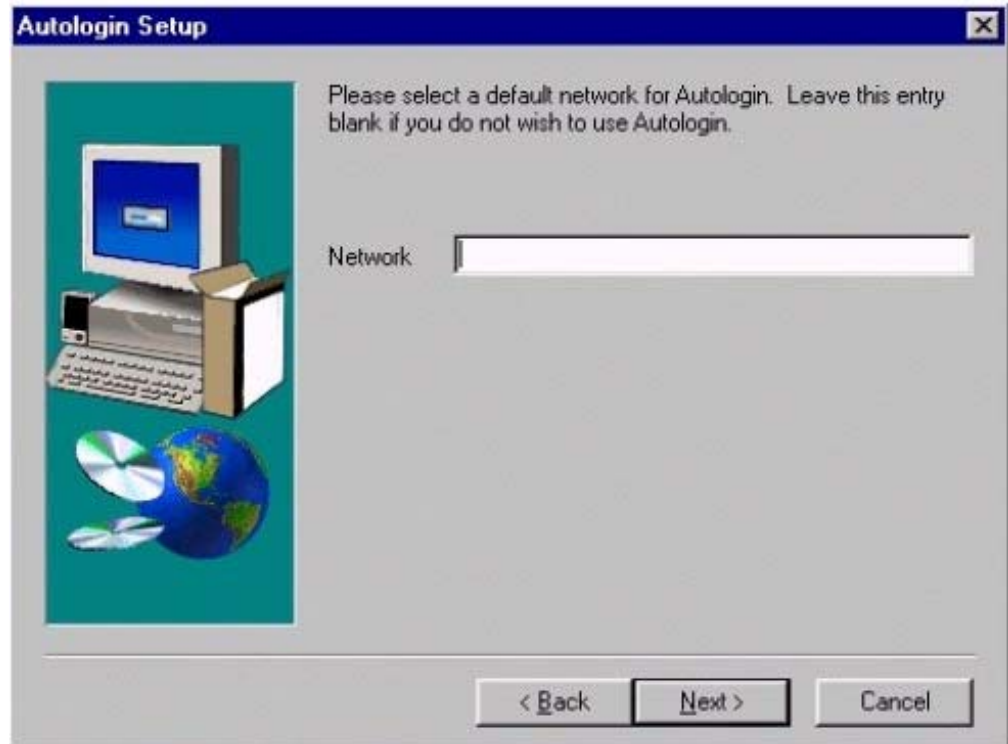 Autologin Setup
Please select a default network for Autologin. Leave this entry
blank if you do not wish to use Autologin.
Network
< Back
Next >
Cancel